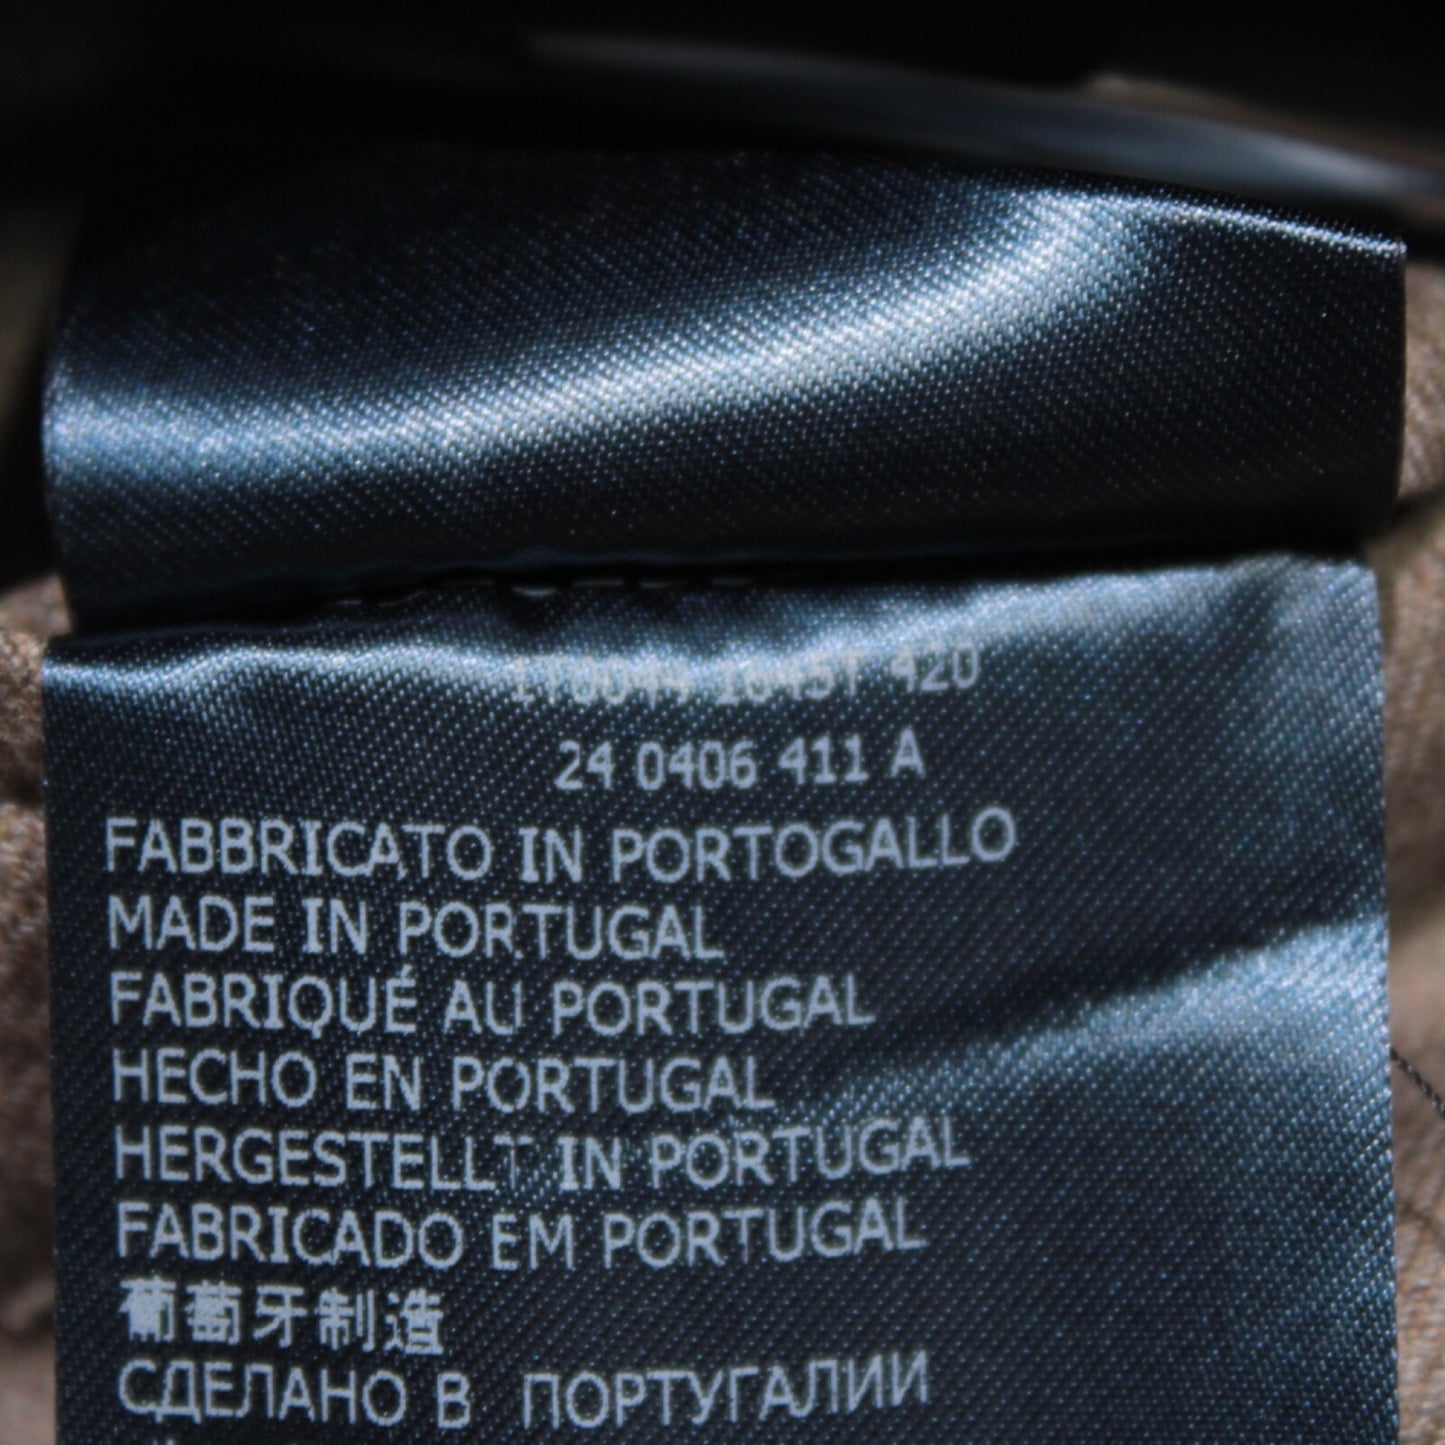 420
24 0406 411 A
FABBRICATO IN PORTOGALLO
MADE IN PORTUGAL
FABRIQUÉ AU PORTUGAL
HECHO EN PORTUGAL
HERGESTELLT IN PORTUGAL
FABRICADO EM PORTUGAL
葡萄牙制造
СДЕЛАНО В ПОРТУГАЛИИ